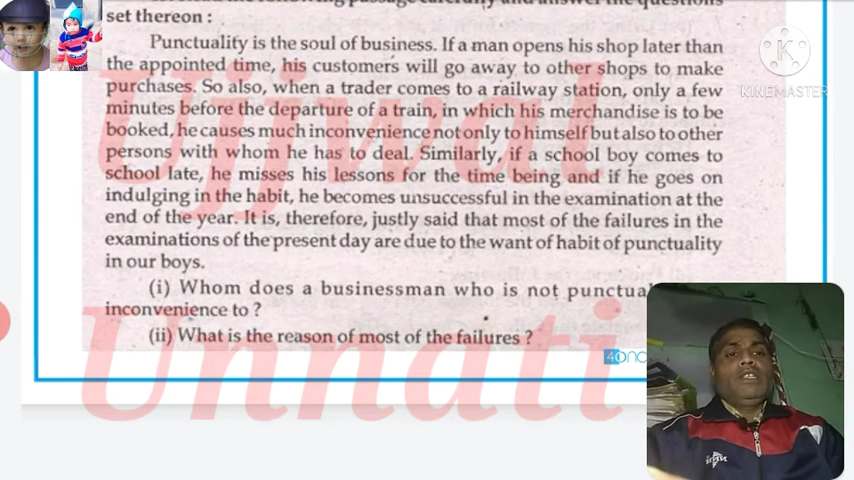 set thereon :
Punctuality is the soul of business. If a man opens his shop later than
the appointed time, his customers will go away to other shops to make
purchases. So also, when a trader comes to a railway station, only a few
minutes before the departure of a train, in which his merchandise is to be
booked, he causes much inconvenience not only to himself but also to other
persons with whom he has to deal. Similarly, if a school boy comes to
school late, he misses his lessons for the time being and if he goes on
indulging in the habit, he becomes unsuccessful in the examination at the
end of the year. It is, therefore, justly said that most of the failures in the
examinations of the present day are due to the want of habit of punctuality
in our boys.
(i) Whom does a businessman who is not punctua
inconvenience to ?
(ii) What is the reason of most of the failures ?
Ujjwal
Unnati
KINEMASTER